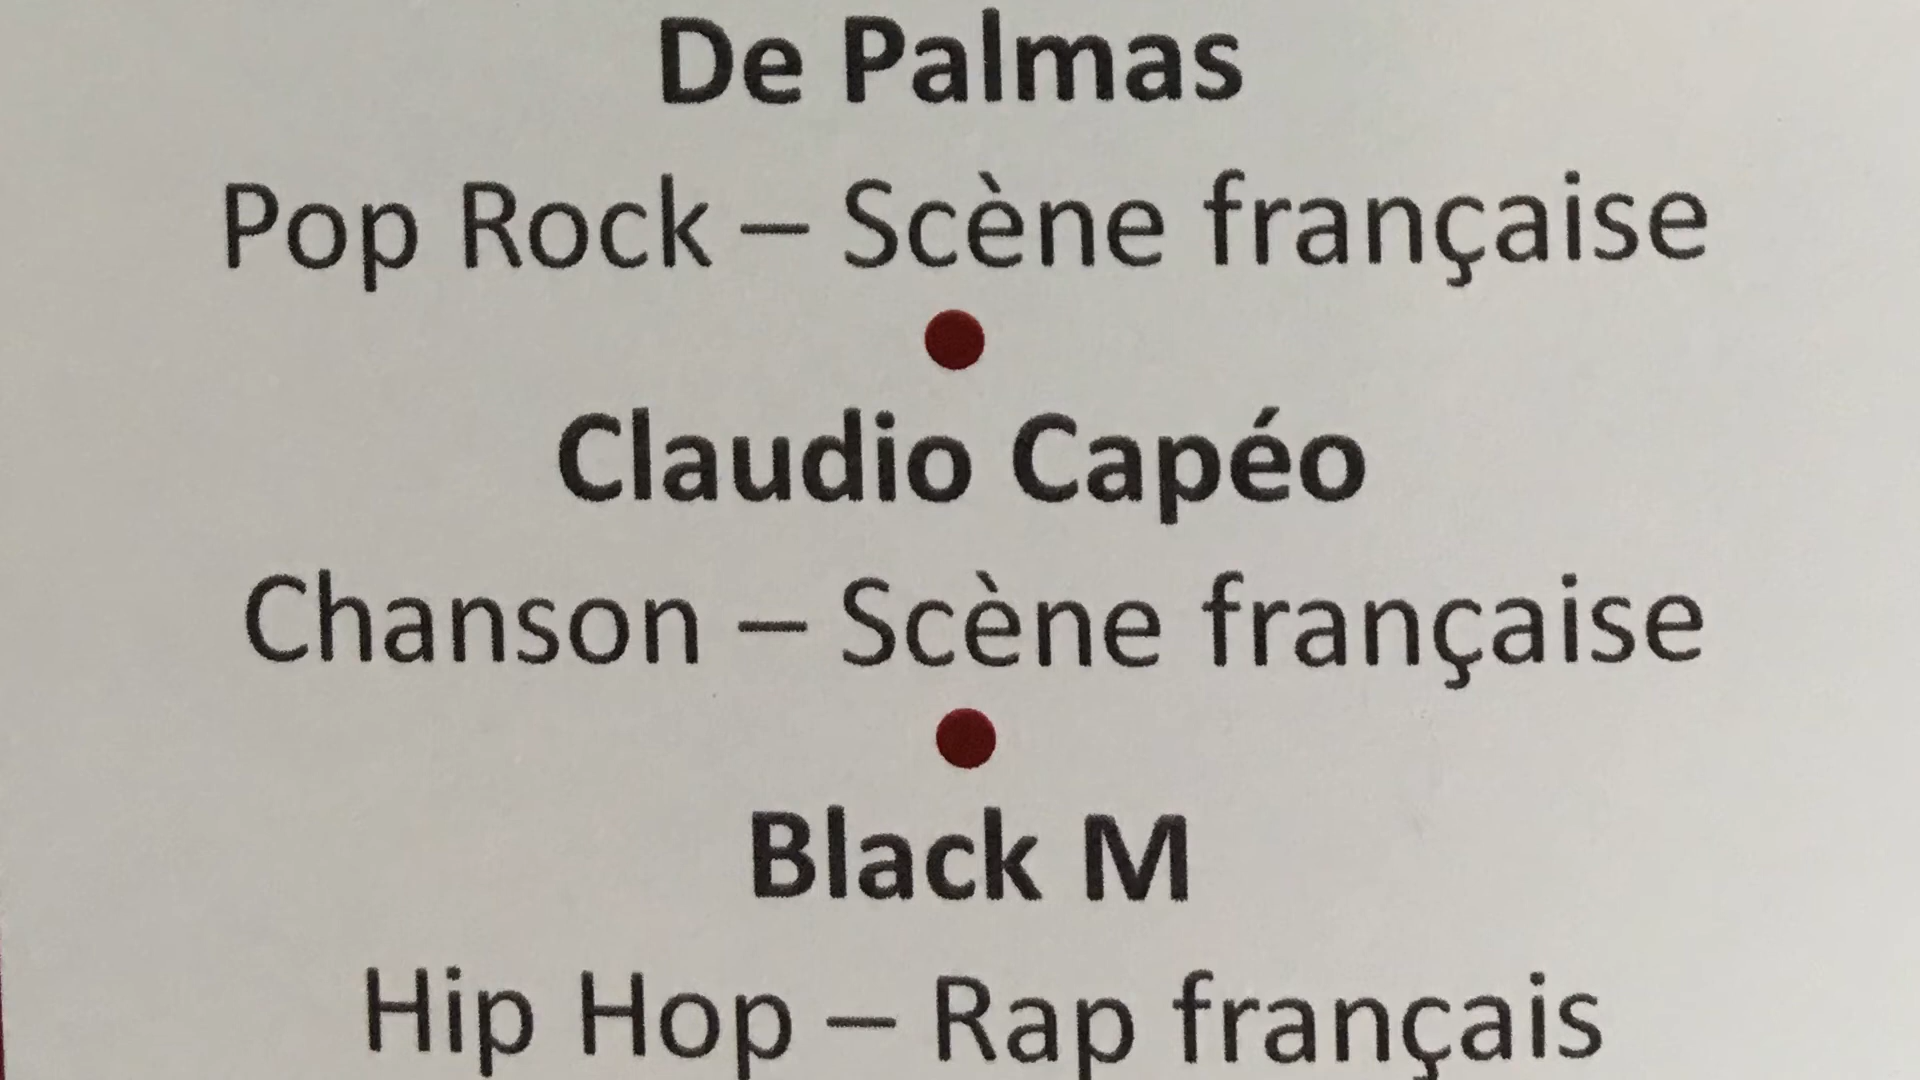 De Palmas
Pop Rock – Scène française
Claudio Capéo
Chanson – Scène française
Black M
Hip Hop – Rap français